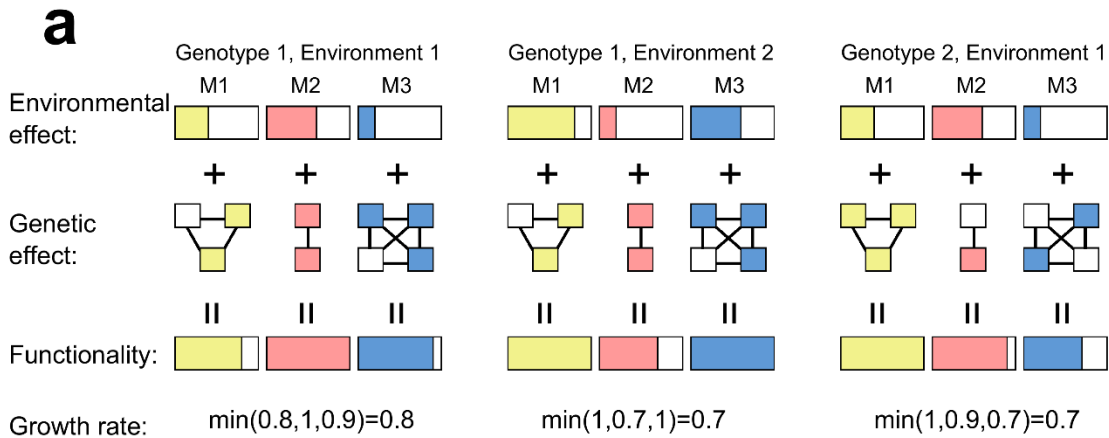 a
Genotype 1, Environment 1
Genotype 1, Environment 2
Genotype 2, Environment 1
M1 M2 M3
M1 M2 M3
M1 M2 M3
Environmental
effect:
+ + +
+ + +
+ + +
Genetic
effect:
= = =
= = =
= = =
Functionality:
Growth rate:
min(0.8,1,0.9)=0.8
min(1,0.7,1)=0.7
min(1,0.9,0.7)=0.7